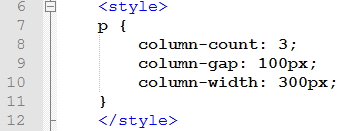 6 <style>
7 p {
8 column-count: 3;
9 column-gap: 100px;
10 column-width: 300px;
11 }
12 </style>